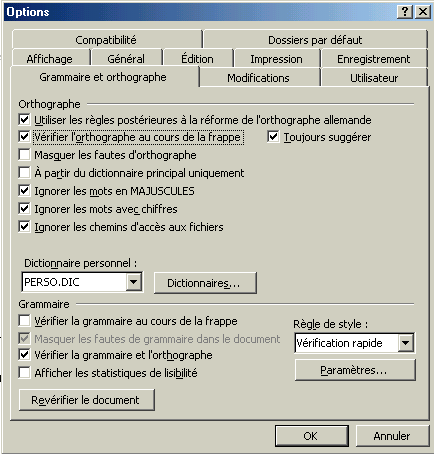 Options
Compatibilité Dossiers par défaut
Affichage Général Édition Impression Enregistrement
Grammaire et orthographe Modifications Utilisateur
Orthographe
Utiliser les règles postérieures à la réforme de l'orthographe allemande
Vérifier l'orthographe au cours de la frappe Toujours suggérer
Masquer les fautes d'orthographe
À partir du dictionnaire principal uniquement
Ignorer les mots en MAJUSCULES
Ignorer les mots avec chiffres
Ignorer les chemins d'accès aux fichiers
Dictionnaire personnel :
PERSO.DIC Dictionnaires...
Grammaire
Vérifier la grammaire au cours de la frappe Règle de style :
Masquer les fautes de grammaire dans le document Vérification rapide
Vérifier la grammaire et l'orthographe
Afficher les statistiques de lisibilité Paramètres...
Revérifier le document
OK Annuler